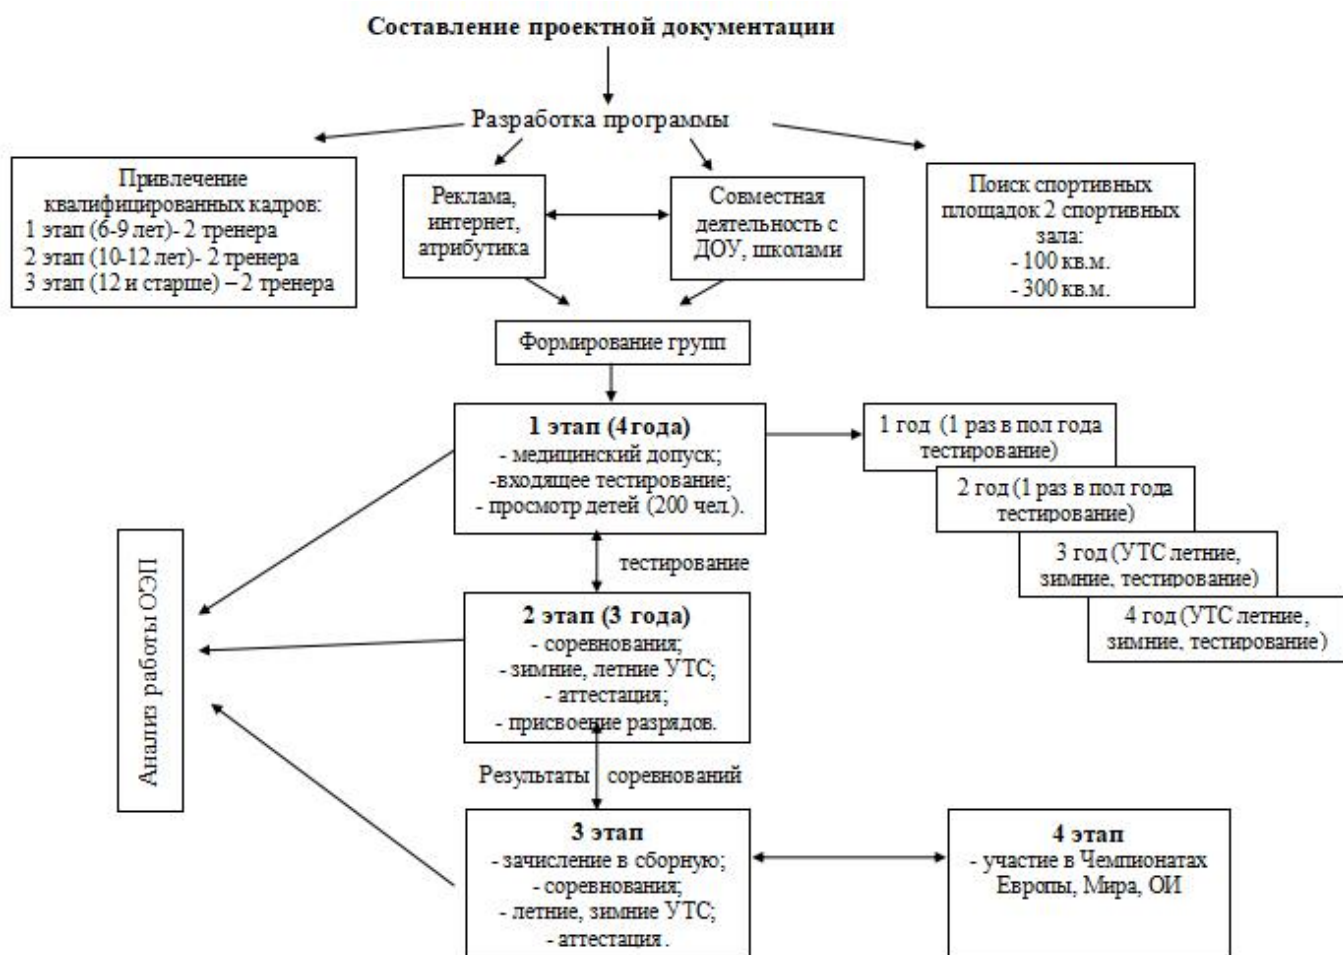 Составление проектной документации
Разработка программы
Привлечение
квалифицированных кадров:
1 этап (6-9 лет)- 2 тренера
2 этап (10-12 лет)- 2 тренера
3 этап (12 и старше) – 2 тренера
Реклама,
интернет,
атрибутика
Совместная
деятельность с
ДОУ, школами
Поиск спортивных
площадок 2 спортивных
зала:
- 100 кв.м.
- 300 кв.м.
Формирование групп
1 этап (4 года)
- медицинский допуск;
-входящее тестирование;
- просмотр детей (200 чел.).
1 год (1 раз в пол года
тестирование)
2 год (1 раз в пол года
тестирование)
3 год (УТС летние,
зимние, тестирование)
4 год (УТС летние,
зимние, тестирование)
тестирование
2 этап (3 года)
- соревнования;
- зимние, летние УТС;
- аттестация;
- присвоение разрядов.
Анализ работы ОЭП
Результаты соревнований
3 этап
- зачисление в сборную;
- соревнования;
- летние, зимние УТС;
- аттестация.
4 этап
- участие в Чемпионатах
Европы, Мира, ОИ